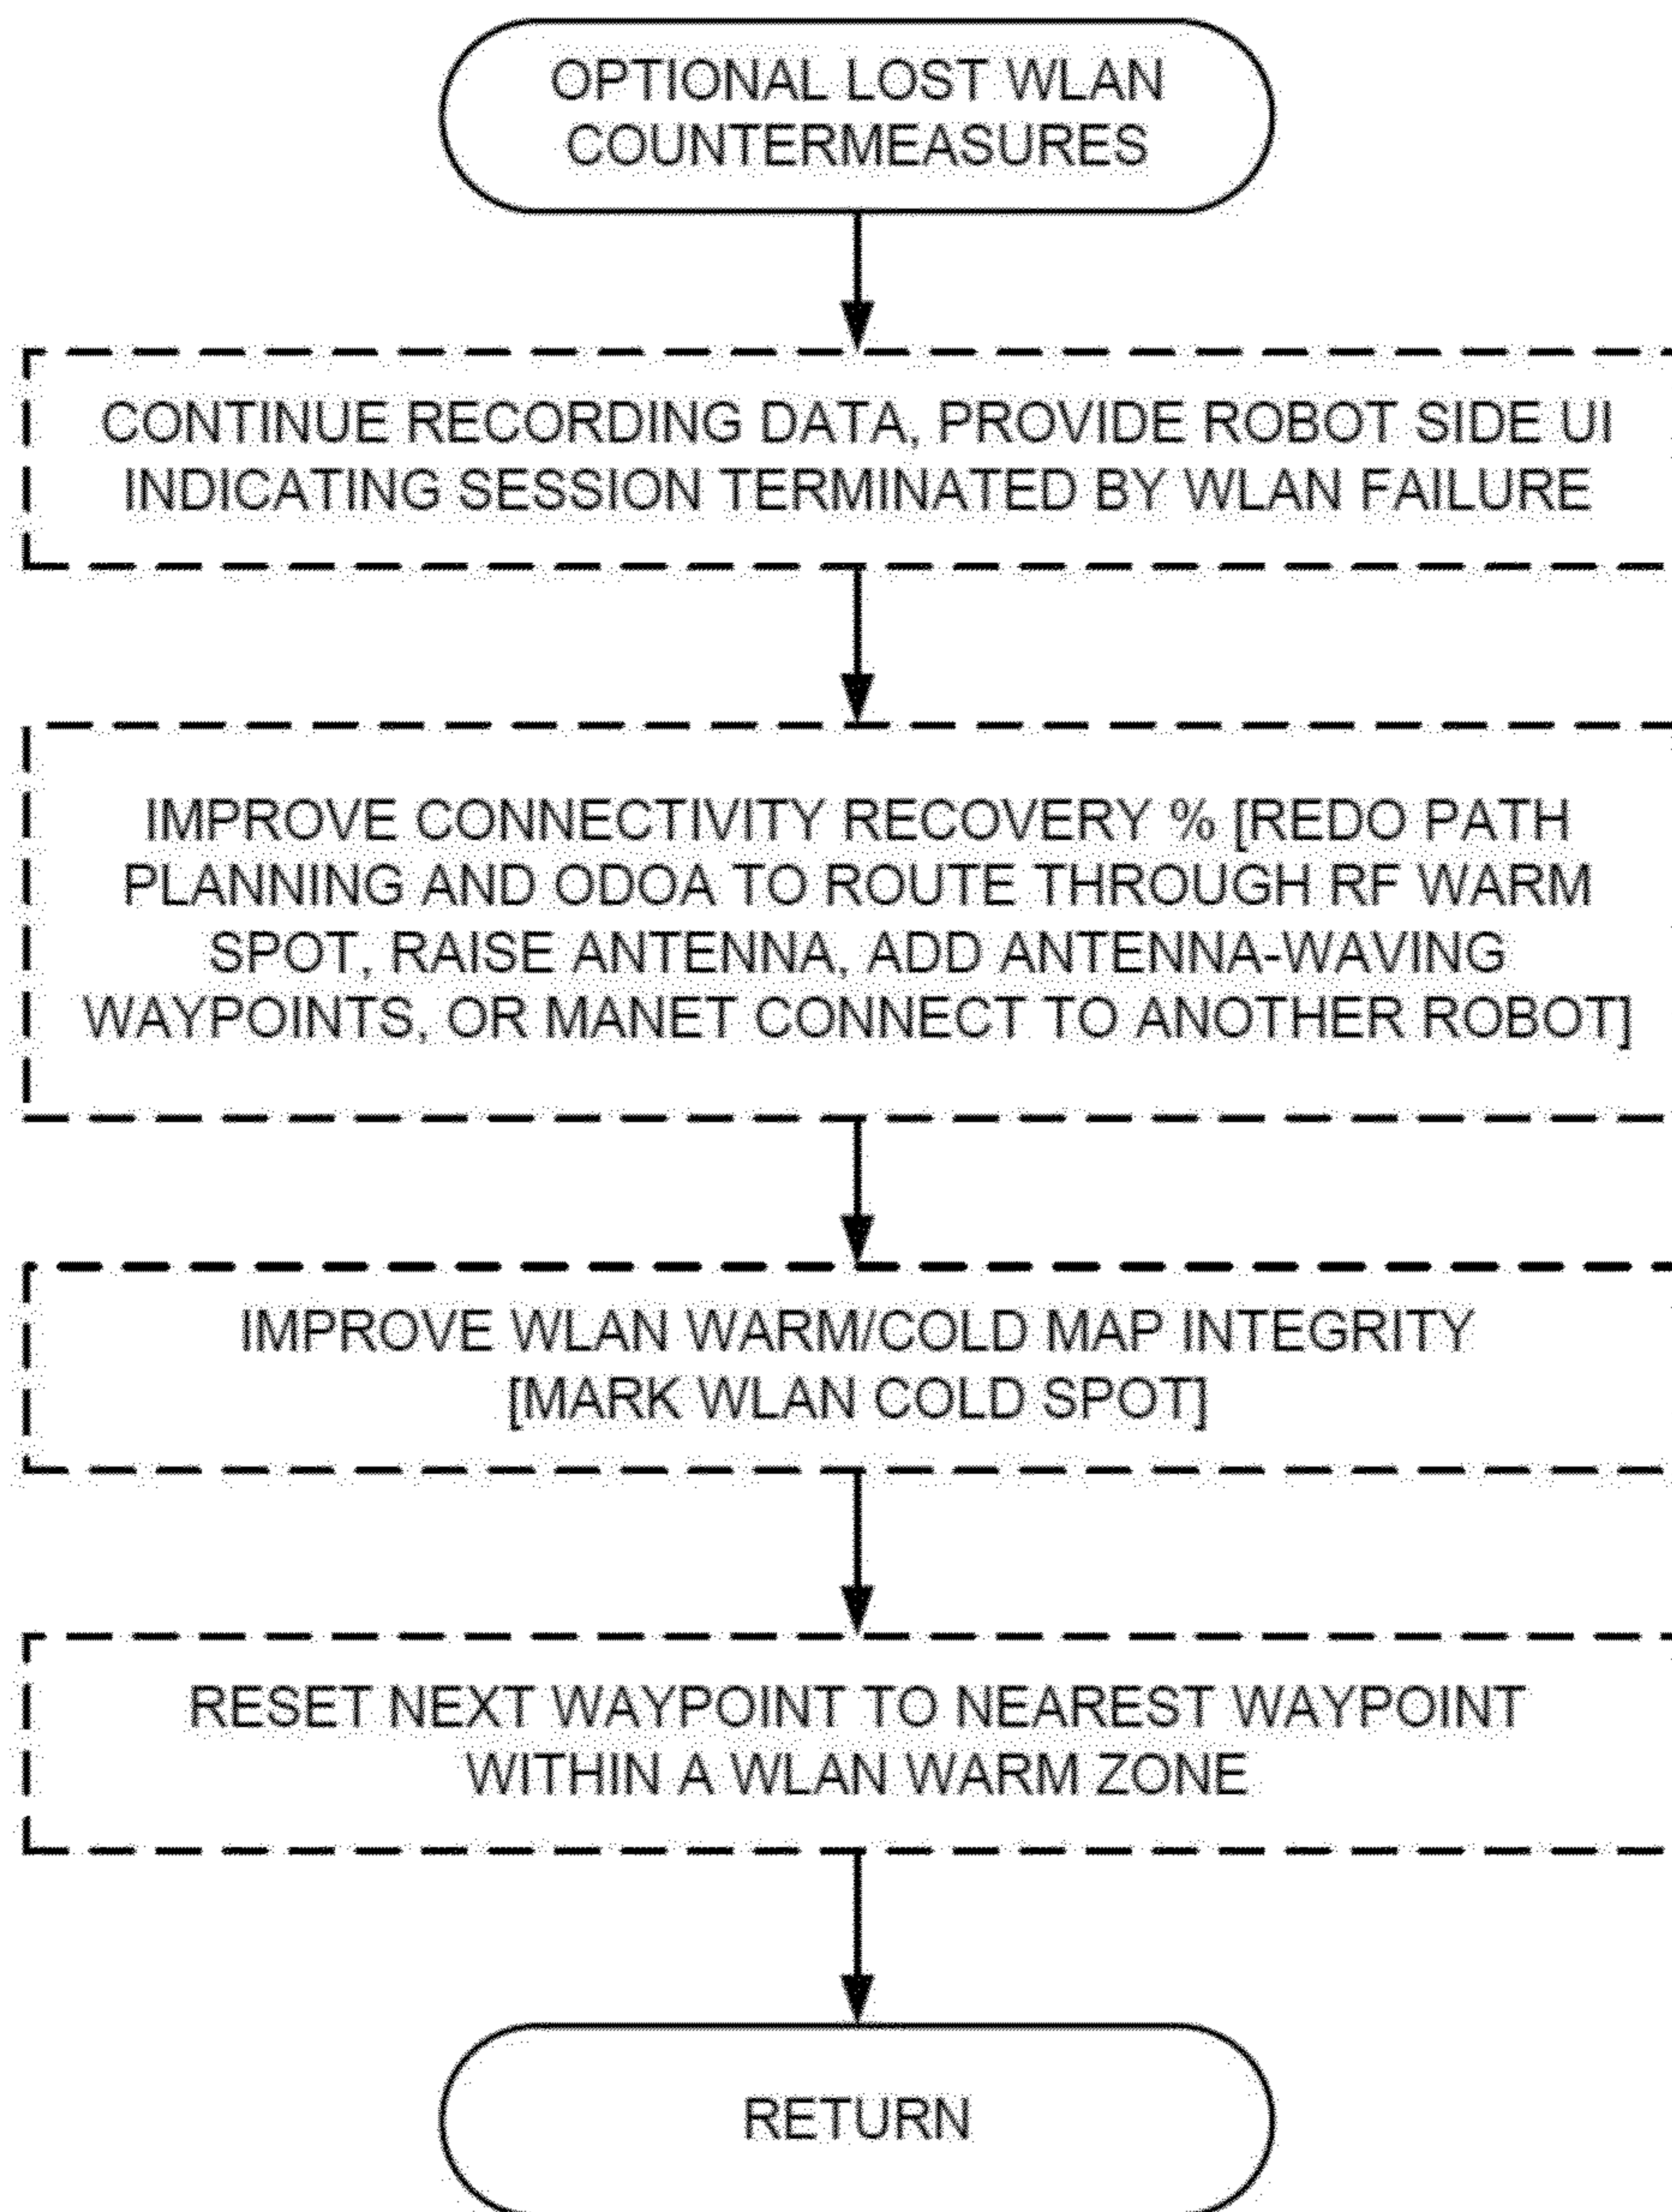 OPTIONAL LOST WLAN
COUNTERMEASURES
CONTINUE RECORDING DATA, PROVIDE ROBOT SIDE UI
INDICATING SESSION TERMINATED BY WLAN FAILURE
IMPROVE CONNECTIVITY RECOVERY % [REDO PATH
PLANNING AND ODOA TO ROUTE THROUGH RF WARM
SPOT, RAISE ANTENNA, ADD ANTENNA-WAVING
WAYPOINTS, OR MANET CONNECT TO ANOTHER ROBOT]
IMPROVE WLAN WARM/COLD MAP INTEGRITY
[MARK WLAN COLD SPOT]
RESET NEXT WAYPOINT TO NEAREST WAYPOINT
WITHIN A WLAN WARM ZONE
RETURN